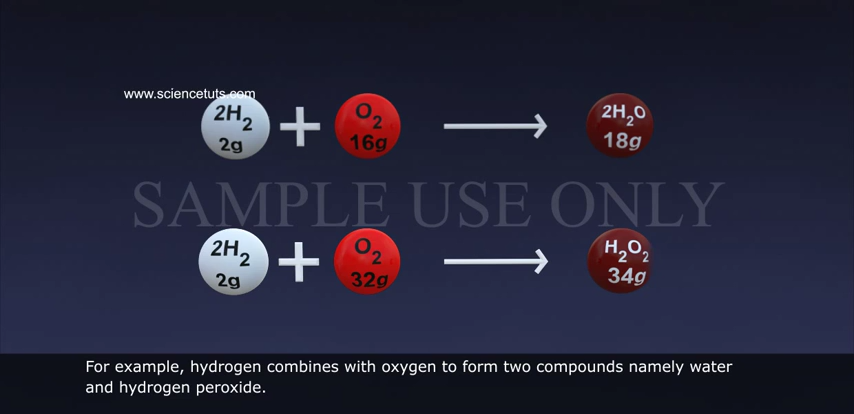 www.sciencetuts.com
2H₂ + O₂ → 2H₂O
2g 16g 18g
SAMPLE USE ONLY
2H₂ + O₂ → H₂O₂
2g 32g 34g
For example, hydrogen combines with oxygen to form two compounds namely water
and hydrogen peroxide.